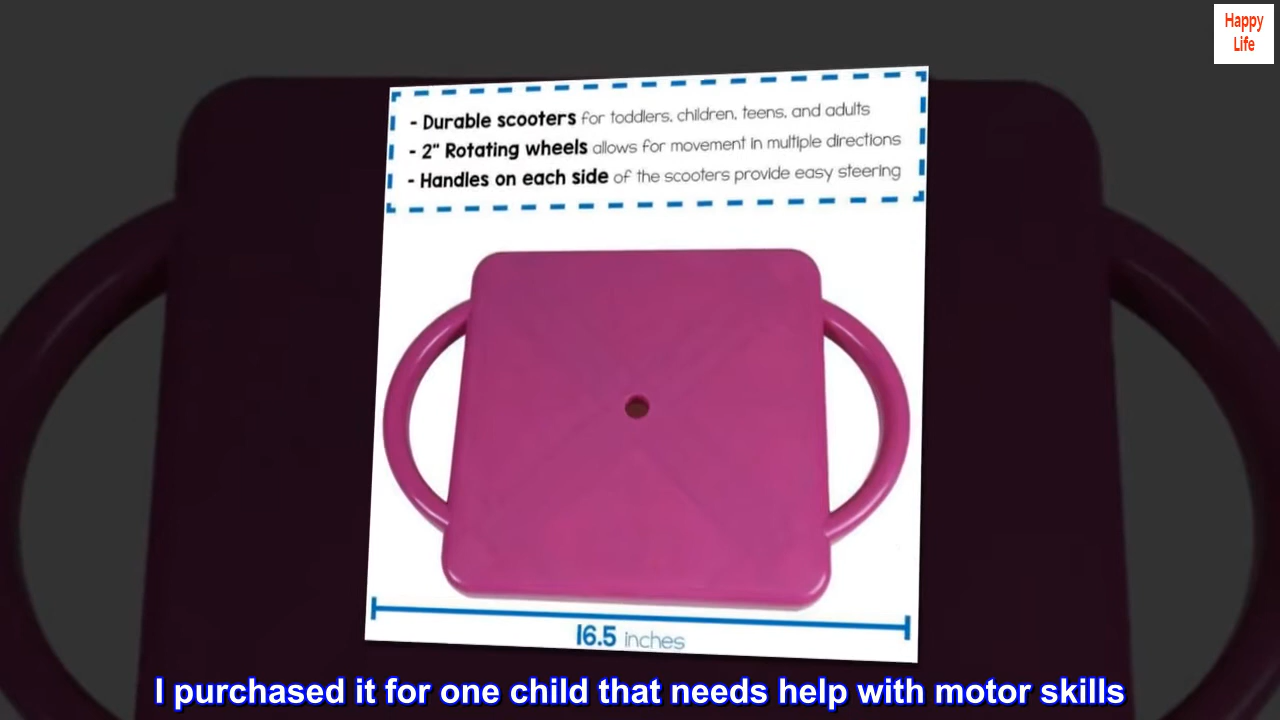 Happy
Life
- Durable scooters for toddlers, children, teens, and adults
- 2" Rotating wheels allows for movement in multiple directions
- Handles on each side of the scooters provide easy steering
16.5 inches
I purchased it for one child that needs help with motor skills